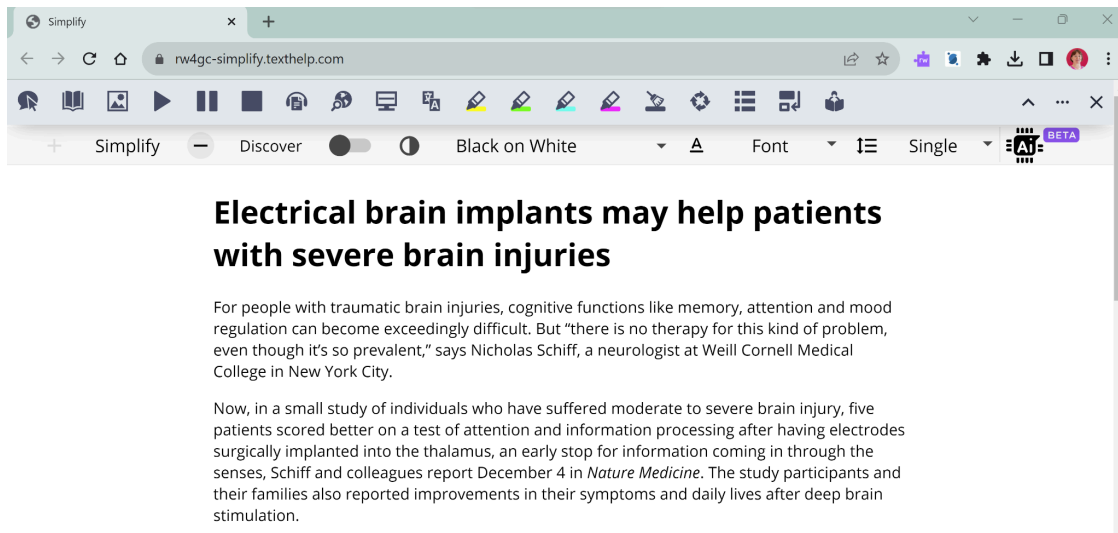 Simplify
rw4gc-simplify.texthelp.com
Simplify Discover Black on White A Font Single Ai BETA
Electrical brain implants may help patients
with severe brain injuries
For people with traumatic brain injuries, cognitive functions like memory, attention and mood
regulation can become exceedingly difficult. But “there is no therapy for this kind of problem,
even though it’s so prevalent,” says Nicholas Schiff, a neurologist at Weill Cornell Medical
College in New York City.
Now, in a small study of individuals who have suffered moderate to severe brain injury, five
patients scored better on a test of attention and information processing after having electrodes
surgically implanted into the thalamus, an early stop for information coming in through the
senses, Schiff and colleagues report December 4 in Nature Medicine. The study participants and
their families also reported improvements in their symptoms and daily lives after deep brain
stimulation.